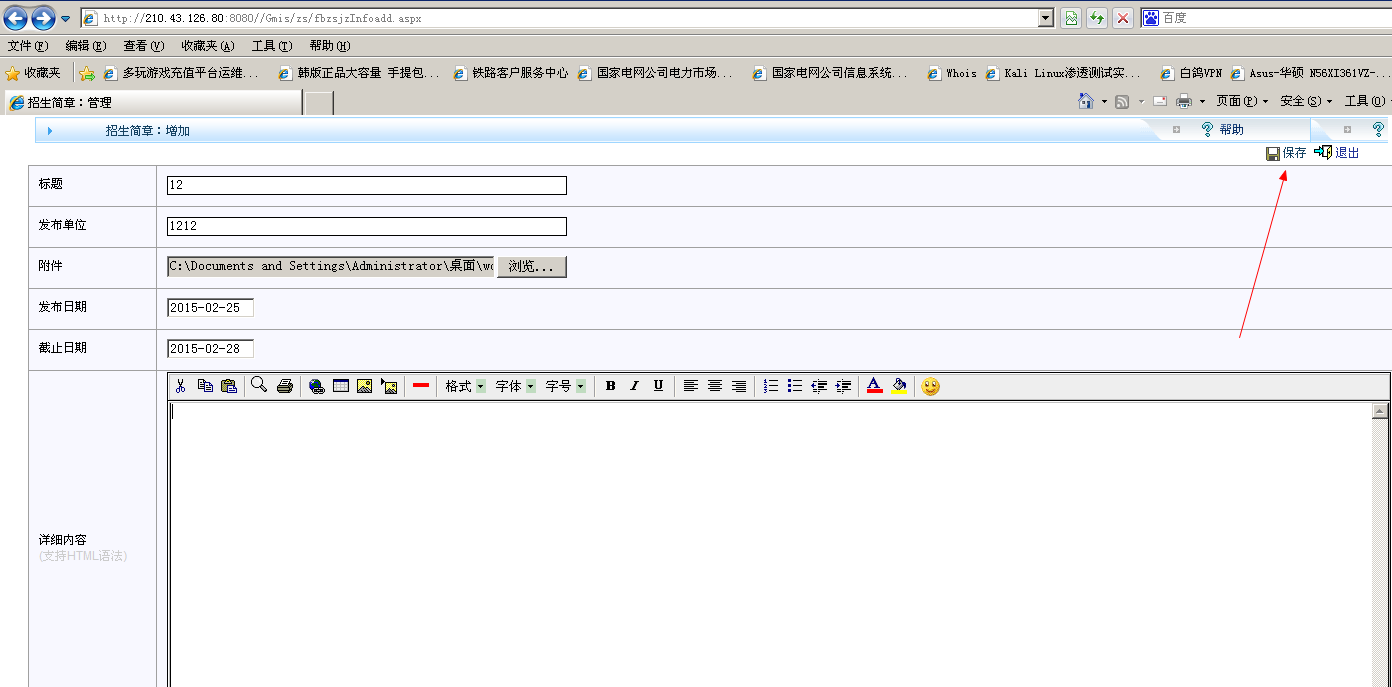 http://210.43.126.80:8080//Gmis/zs/fbzsjzInfoadd.aspx 百度
文件(F) 编辑(E) 查看(V) 收藏夹(A) 工具(T) 帮助(H)
收藏夹 多玩游戏充值平台运维... 韩版正品大容量 手提包... 铁路客户服务中心 国家电网公司电力市场... 国家电网公司信息系统... Whois Kali Linux渗透测试实... 白鸽VPN Asus-华硕 N56XI361VZ-...
招生简章：管理 页面(P) 安全(S) 工具(O)
招生简章：增加 帮助
保存 退出
标题 12
发布单位 1212
附件 C:\Documents and Settings\Administrator\桌面\wo 浏览...
发布日期 2015-02-25
截止日期 2015-02-28
格式 字体 字号 B I U A
详细内容
(支持HTML语法)